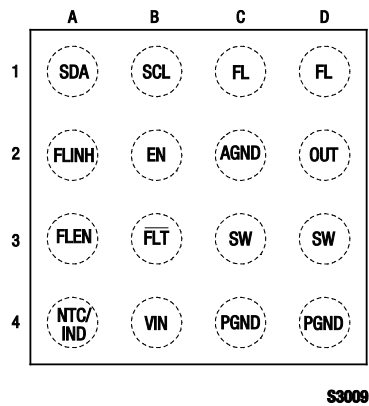 A B C D
1 SDA SCL FL FL
2 FLINH EN AGND OUT
3 FLEN F̅L̅T̅ SW SW
4 NTC/ IND VIN PGND PGND
S3009